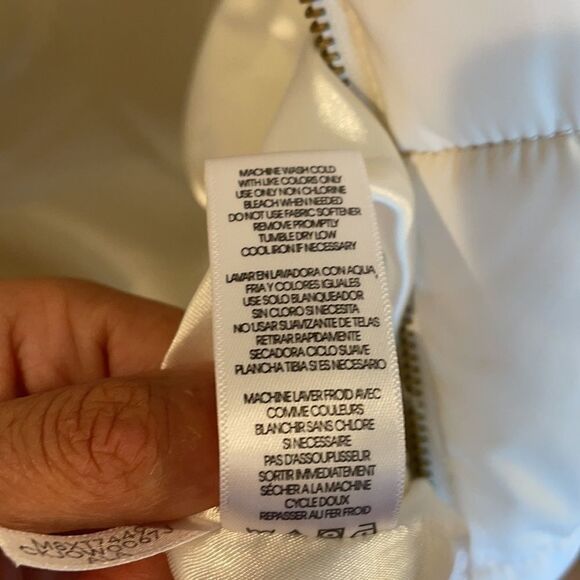 MACHINE WASH COLD
WITH LIKE COLORS ONLY
USE ONLY NON CHLORINE
BLEACH WHEN NEEDED
DO NOT USE FABRIC SOFTENER
REMOVE PROMPTLY
TUMBLE DRY LOW
COOL IRON IF NECESSARY
LAVAR EN LAVADORA CON AQUA
FRIA Y COLORES IGUALES
USE SOLO BLANQUEADOR
SIN CLORO SI NECESITA
NO USAR SUAVIZANTE DE TELAS
RETIRAR RAPIDAMENTE
SECADORA CICLO SUAVE
PLANCHA TIBIA SI ES NECESARIO
MACHINE LAVER FROID AVEC
COMME COULEURS
BLANCHIR SANS CHLORE
SI NECESSAIRE
PAS D'ASSOUPLISSEUR
SORTIR IMMEDIATEMENT
SÉCHER A LA MACHINE
CYCLE DOUX
REPASSER AU FER FROID